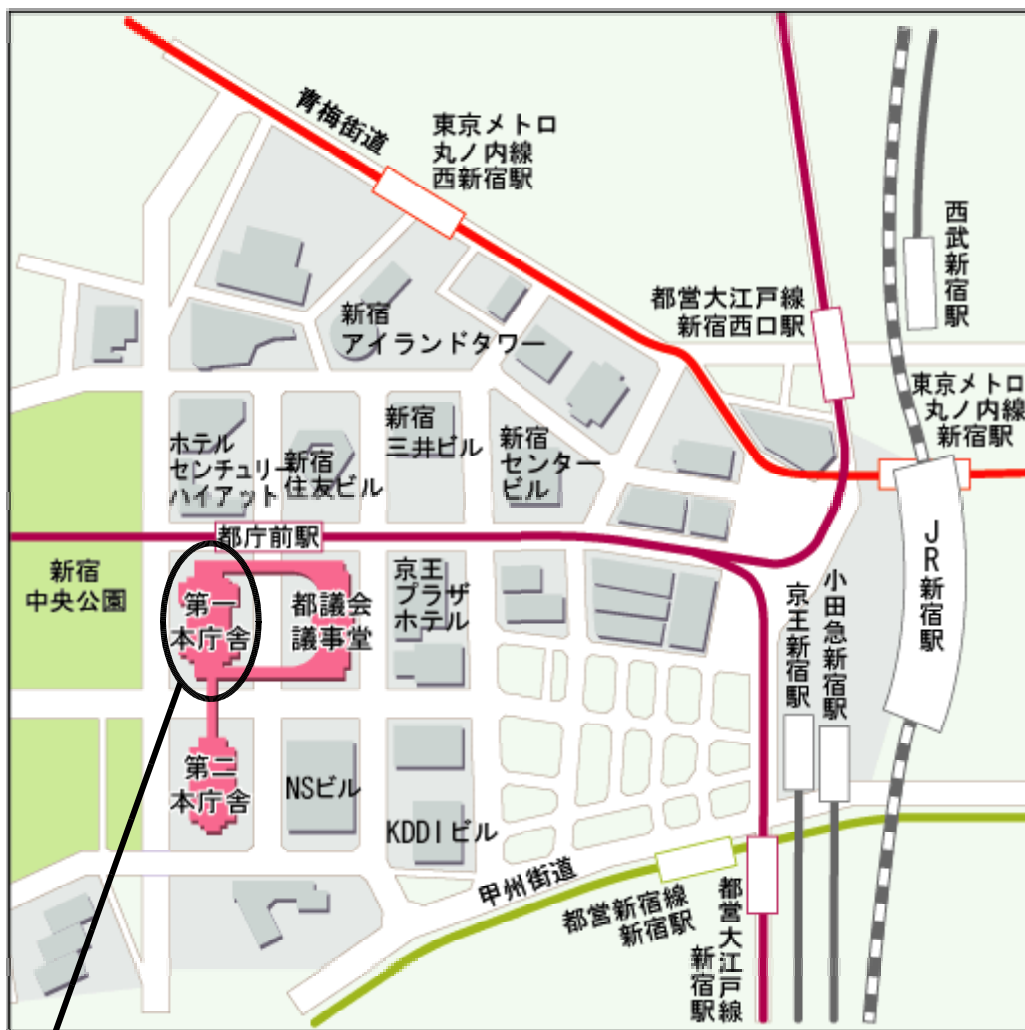 青梅街道
東京メトロ
丸ノ内線
西新宿駅
西武新宿駅
都営大江戸線
新宿西口駅
新宿
アイランドタワー
東京メトロ
丸ノ内線
新宿駅
ホテル
センチュリー
ハイアット
新宿
住友ビル
新宿
三井ビル
新宿
センター
ビル
都庁前駅
JR新宿駅
新宿
中央公園
第一
本庁舎
都議会
議事堂
京王
プラザ
ホテル
京王新宿駅
小田急新宿駅
第二
本庁舎
NSビル
KDDIビル
甲州街道
都営新宿線
新宿駅
都営大江戸線
新宿駅